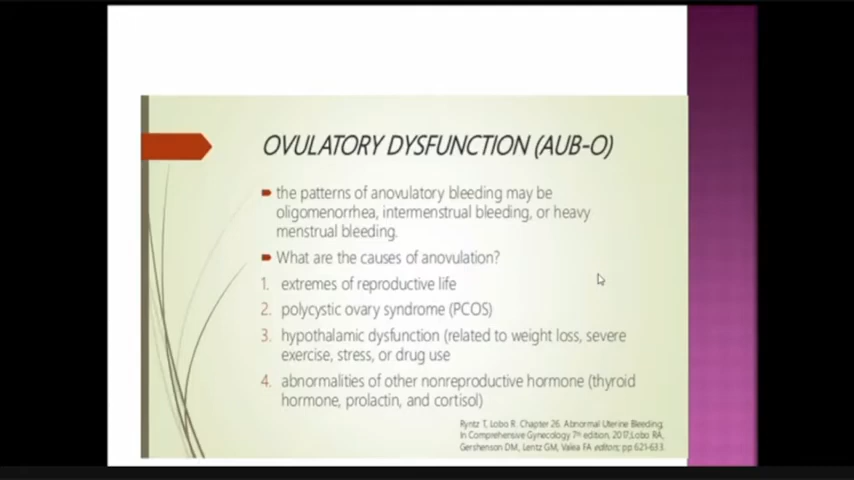 OVULATORY DYSFUNCTION (AUB-O)
the patterns of anovulatory bleeding may be
oligomenorrhea, intermenstrual bleeding, or heavy
menstrual bleeding.
What are the causes of anovulation?
1. extremes of reproductive life
2. polycystic ovary syndrome (PCOS)
3. hypothalamic dysfunction (related to weight loss, severe
exercise, stress, or drug use
4. abnormalities of other nonreproductive hormone (thyroid
hormone, prolactin, and cortisol)
Ryntz T, Lobo R. Chapter 26. Abnormal Uterine Bleeding;
In Comprehensive Gynecology 7th edition, 2017,Lobo RA,
Gershenson DM, Lentz GM, Valea FA editors; pp 621-633.